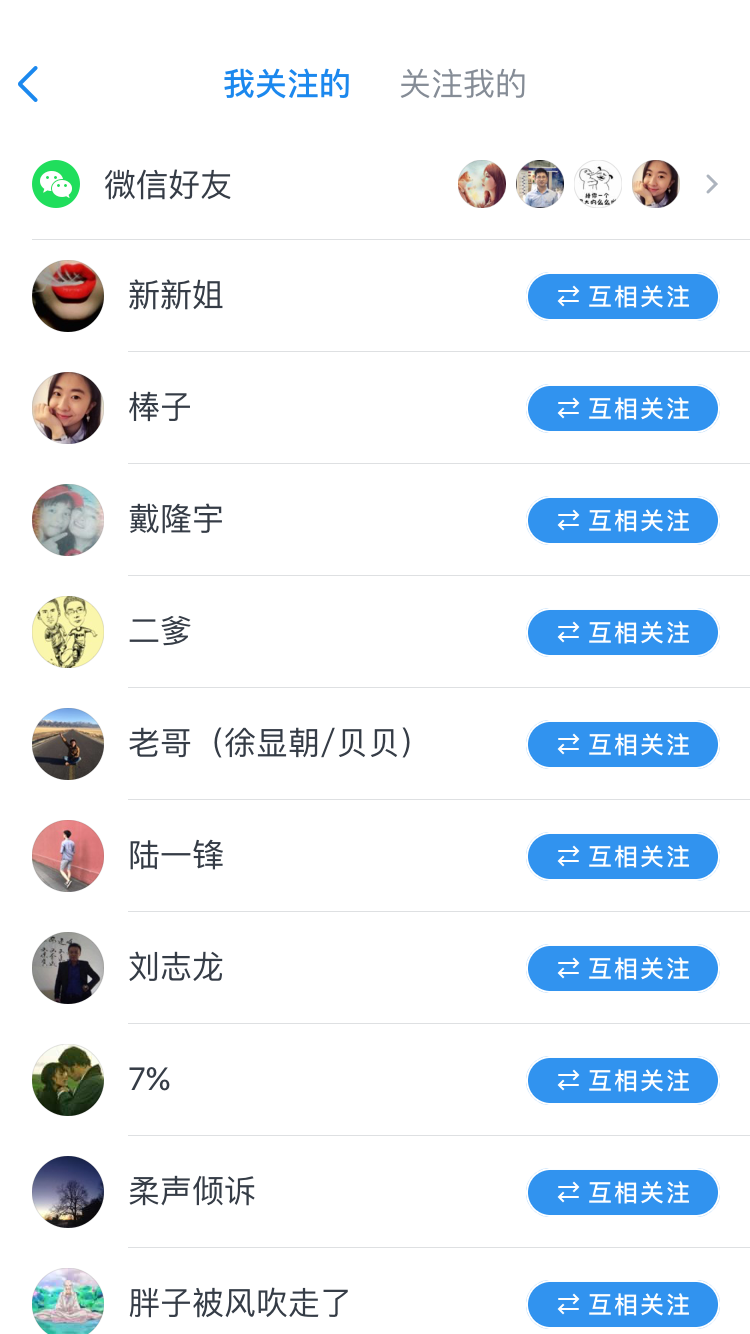 我关注的 关注我的
微信好友
新新姐 互相关注
棒子 互相关注
戴隆宇 互相关注
二爹 互相关注
老哥（徐显朝/贝贝） 互相关注
陆一锋 互相关注
刘志龙 互相关注
7% 互相关注
柔声倾诉 互相关注
胖子被风吹走了 互相关注